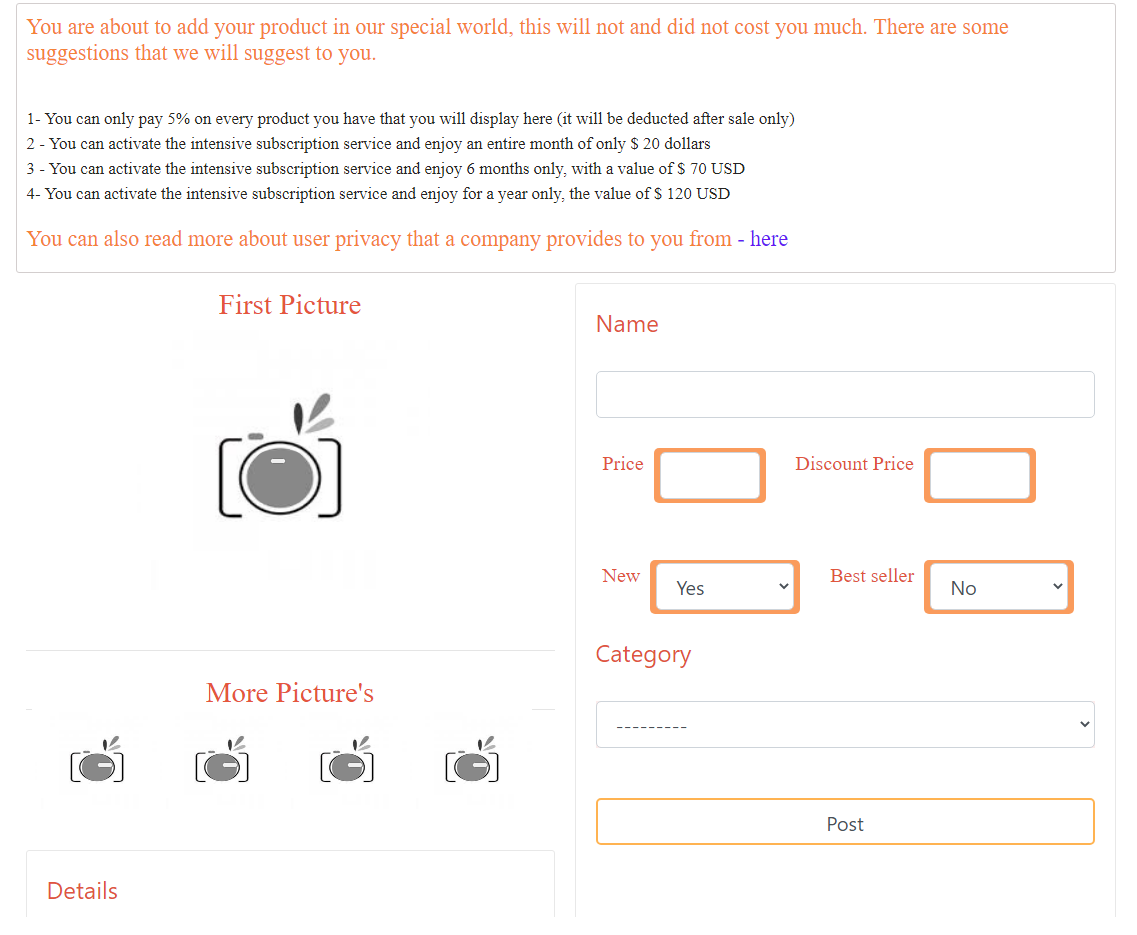 You are about to add your product in our special world, this will not and did not cost you much. There are some
suggestions that we will suggest to you.
1- You can only pay 5% on every product you have that you will display here (it will be deducted after sale only)
2 - You can activate the intensive subscription service and enjoy an entire month of only $ 20 dollars
3 - You can activate the intensive subscription service and enjoy 6 months only, with a value of $ 70 USD
4- You can activate the intensive subscription service and enjoy for a year only, the value of $ 120 USD
You can also read more about user privacy that a company provides to you from - here
First Picture
More Picture's
Details
Name
Price Discount Price
New Yes Best seller No
Category
---------
Post